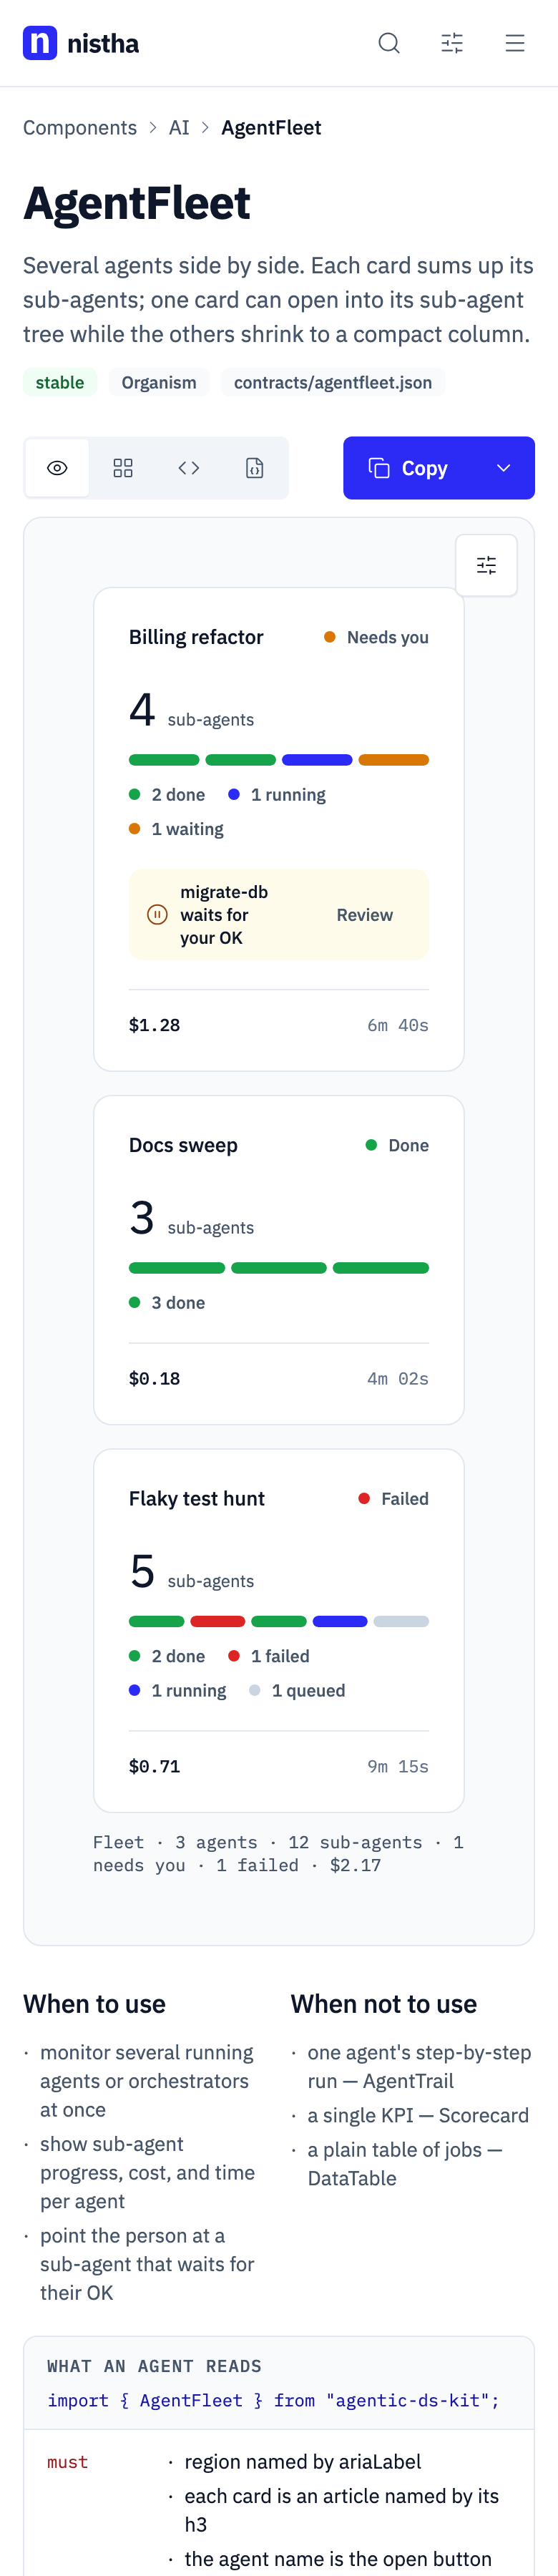 nistha
Components > AI > AgentFleet
AgentFleet
Several agents side by side. Each card sums up its
sub-agents; one card can open into its sub-agent
tree while the others shrink to a compact column.
stable Organism contracts/agentfleet.json
Copy
Billing refactor Needs you
4 sub-agents
2 done 1 running
1 waiting
migrate-db
waits for
your OK
Review
$1.28 6m 40s
Docs sweep Done
3 sub-agents
3 done
$0.18 4m 02s
Flaky test hunt Failed
5 sub-agents
2 done 1 failed
1 running 1 queued
$0.71 9m 15s
Fleet · 3 agents · 12 sub-agents · 1
needs you · 1 failed · $2.17
When to use
· monitor several running
agents or orchestrators
at once
· show sub-agent
progress, cost, and time
per agent
· point the person at a
sub-agent that waits for
their OK
When not to use
· one agent's step-by-step
run — AgentTrail
· a single KPI — Scorecard
· a plain table of jobs —
DataTable
WHAT AN AGENT READS
import { AgentFleet } from "agentic-ds-kit";
must · region named by ariaLabel
· each card is an article named by its
h3
· the agent name is the open button